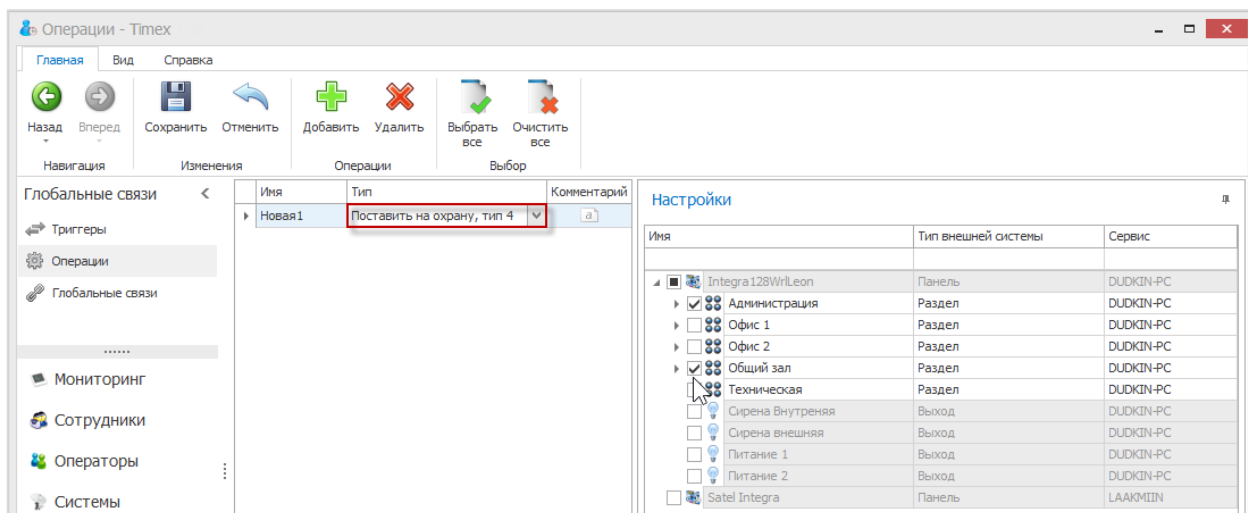 Операции - Timex
Главная Вид Справка
Назад Вперед Сохранить Отменить Добавить Удалить Выбрать все Очистить все
Навигация Изменения Операции Выбор
Глобальные связи
Триггеры
Операции
Глобальные связи
Мониторинг
Сотрудники
Операторы
Системы
Имя Тип Комментарий
Новая1 Поставить на охрану, тип 4 a
Настройки
Имя Тип внешней системы Сервис
Integra128WrlLeon Панель DUDKIN-PC
Администрация Раздел DUDKIN-PC
Офис 1 Раздел DUDKIN-PC
Офис 2 Раздел DUDKIN-PC
Общий зал Раздел DUDKIN-PC
Техническая Раздел DUDKIN-PC
Сирена Внутреняя Выход DUDKIN-PC
Сирена внешняя Выход DUDKIN-PC
Питание 1 Выход DUDKIN-PC
Питание 2 Выход DUDKIN-PC
Satel Integra Панель LAAKMIIN